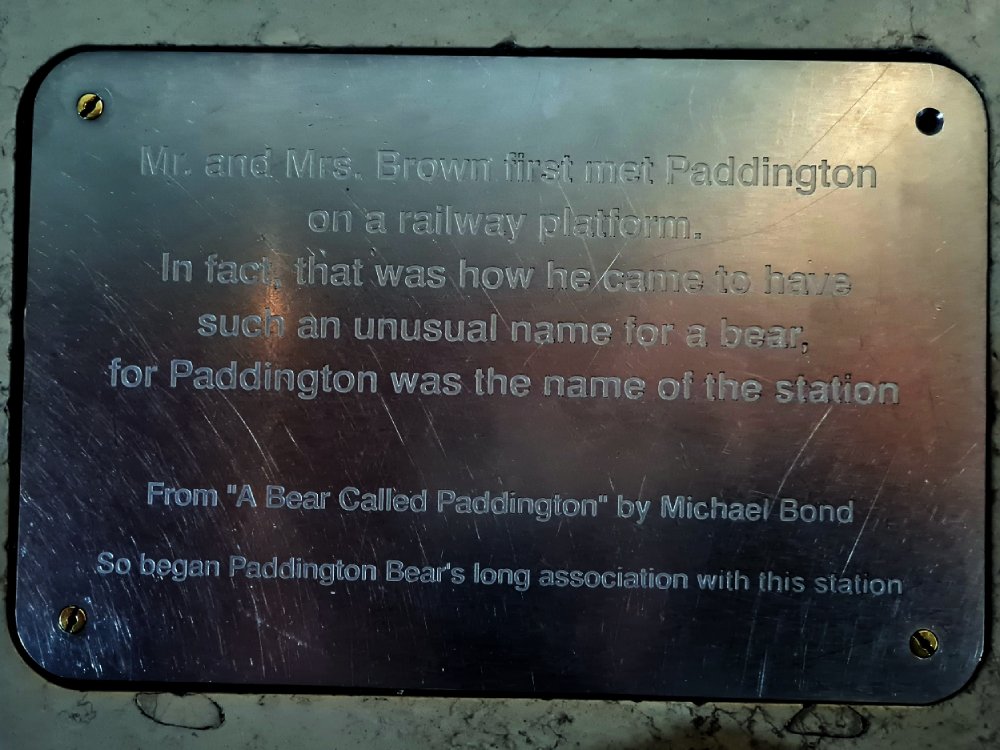 Mr. and Mrs. Brown first met Paddington
on a railway platform.
In fact, that was how he came to have
such an unusual name for a bear,
for Paddington was the name of the station
From "A Bear Called Paddington" by Michael Bond
So began Paddington Bear's long association with this station